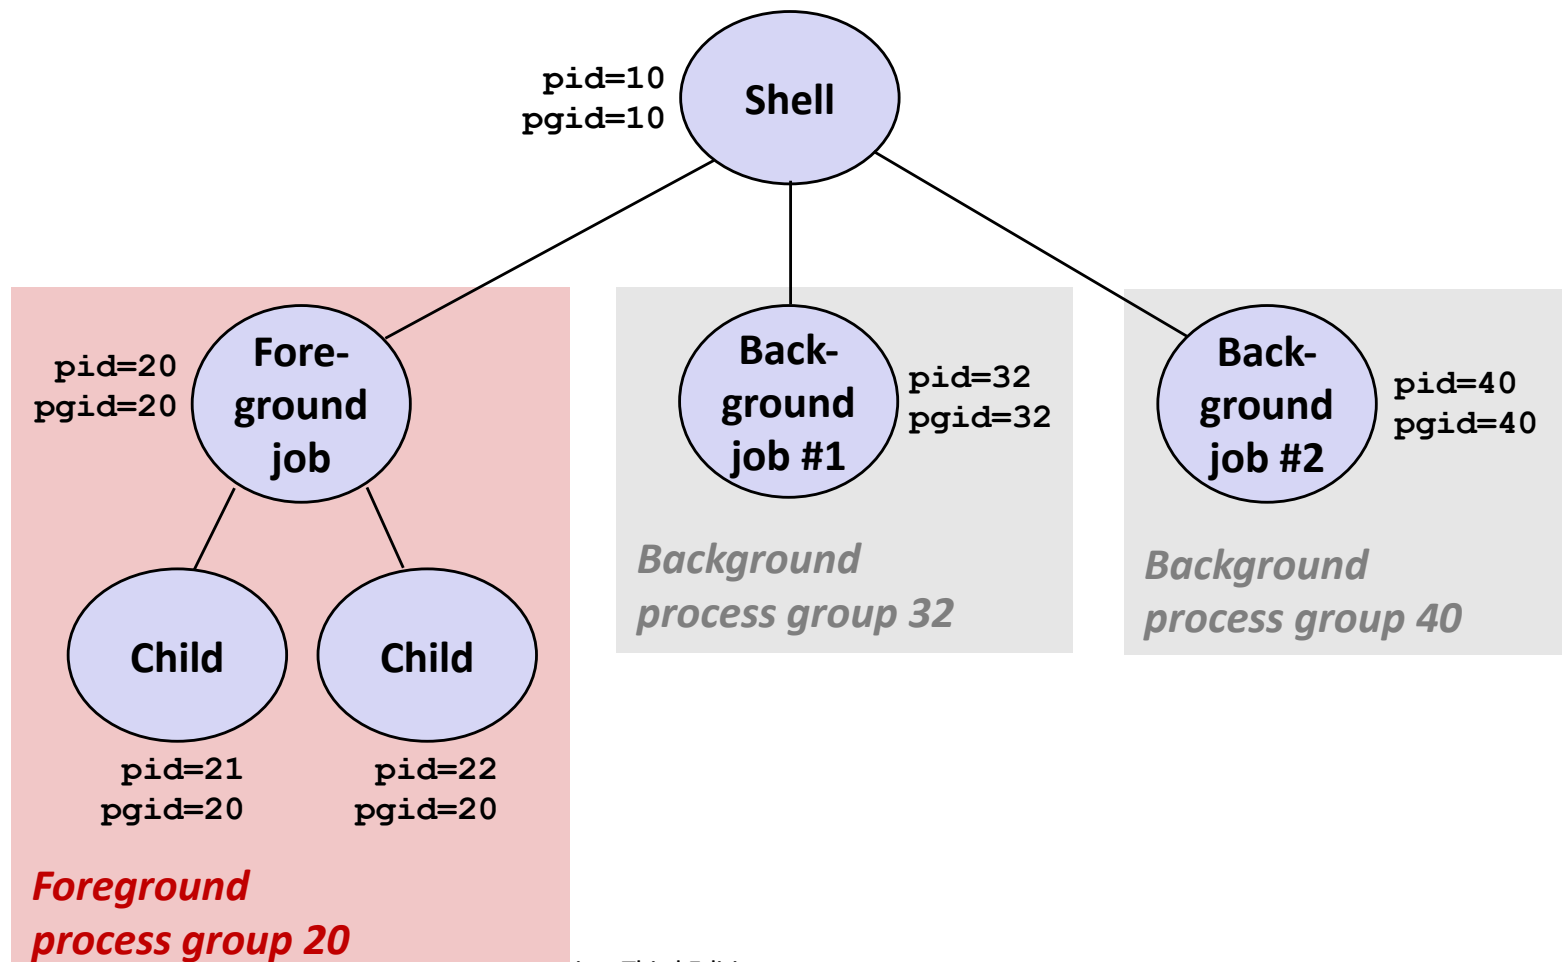 pid=10
pgid=10
Shell
pid=20
pgid=20
Fore-
ground
job
Back-
ground
job #1
pid=32
pgid=32
Back-
ground
job #2
pid=40
pgid=40
Background
process group 32
Background
process group 40
Child
Child
pid=21
pgid=20
pid=22
pgid=20
Foreground
process group 20